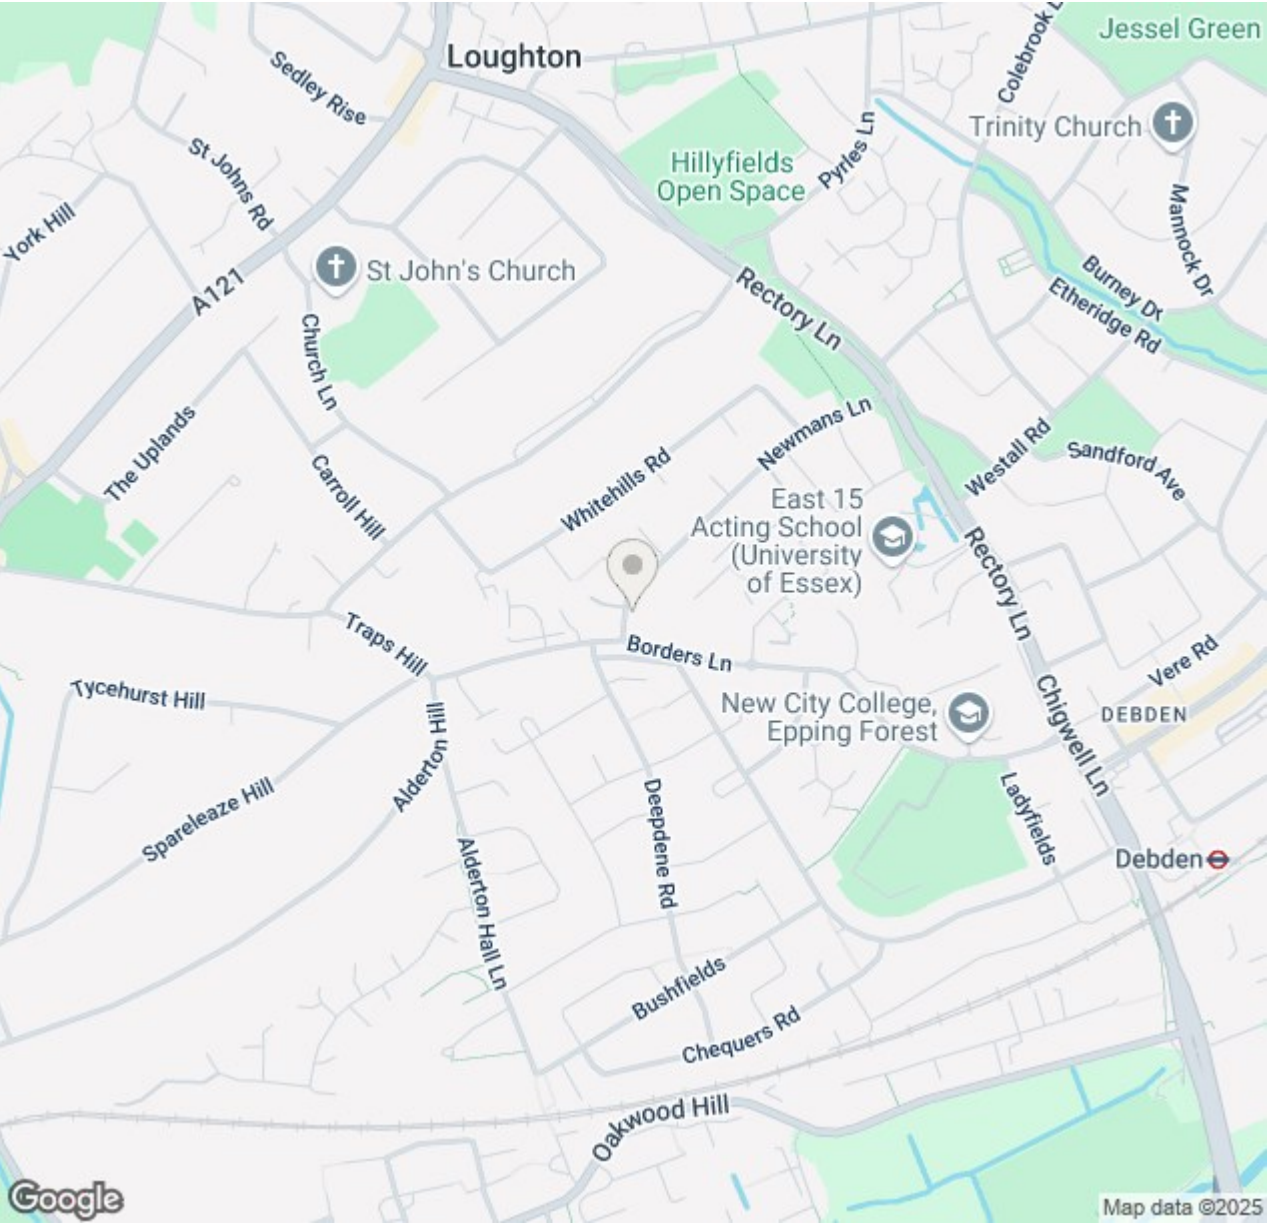 Jessel Green
Loughton
Sedley Rise
Colebrook L
Trinity Church
St Johns Rd
Hillyfields
Open Space
Pyrles Ln
Mannock Dr
York Hill
A121
St John's Church
Rectory Ln
Burney Dr
Etheridge Rd
Church Ln
The Uplands
Carroll Hill
Whitehills Rd
Newmans Ln
Westall Rd
Sandford Ave
East 15
Acting School
(University
of Essex)
Rectory Ln
Traps Hill
Borders Ln
Vere Rd
Tycehurst Hill
New City College,
Epping Forest
Chigwell Ln
DEBDEN
Alderton Hill
Spareleaze Hill
Deepdene Rd
Ladyfields
Alderton Hall Ln
Debden
Bushfields
Chequers Rd
Oakwood Hill
Google
Map data ©2025